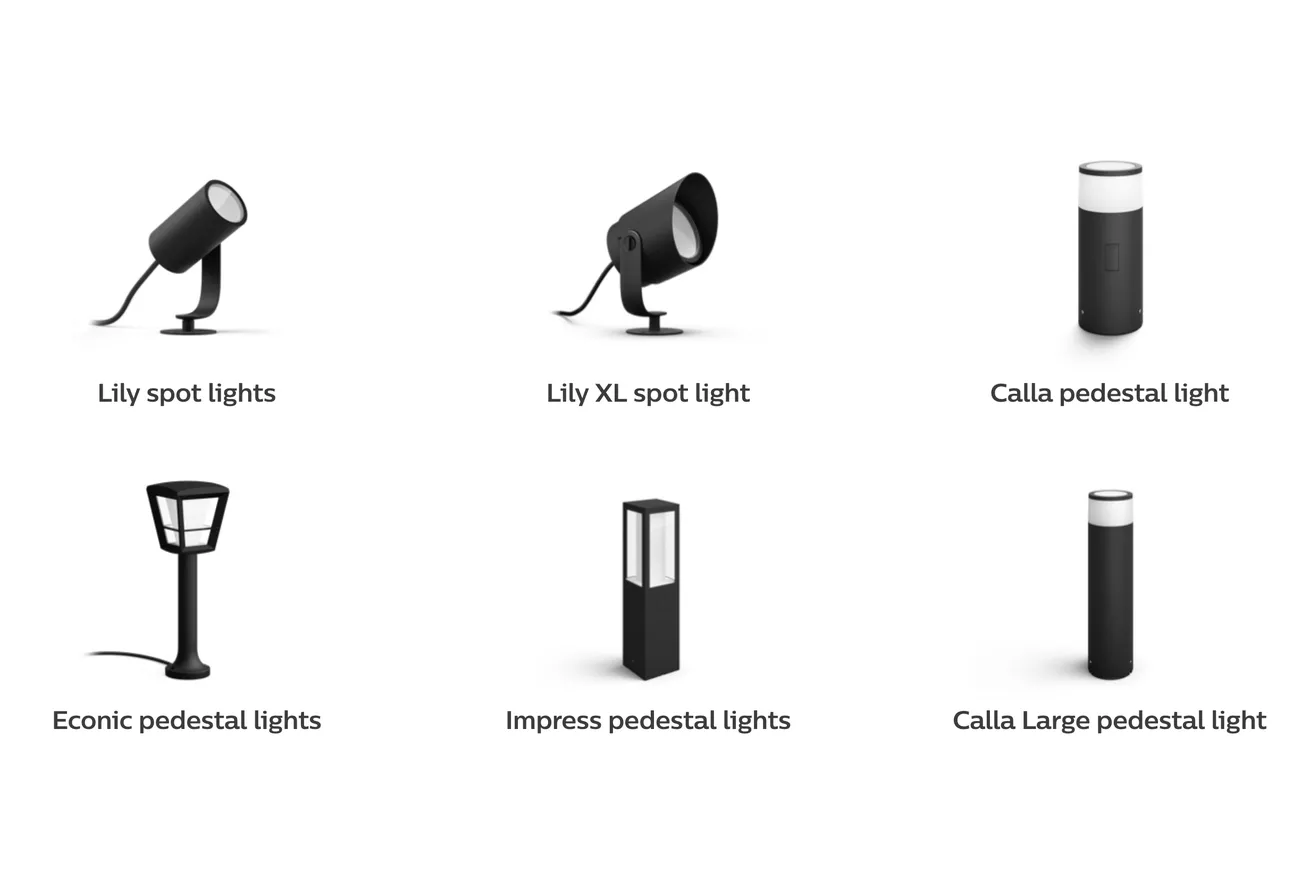 Lily spot lights
Lily XL spot light
Calla pedestal light
Econic pedestal lights
Impress pedestal lights
Calla Large pedestal light